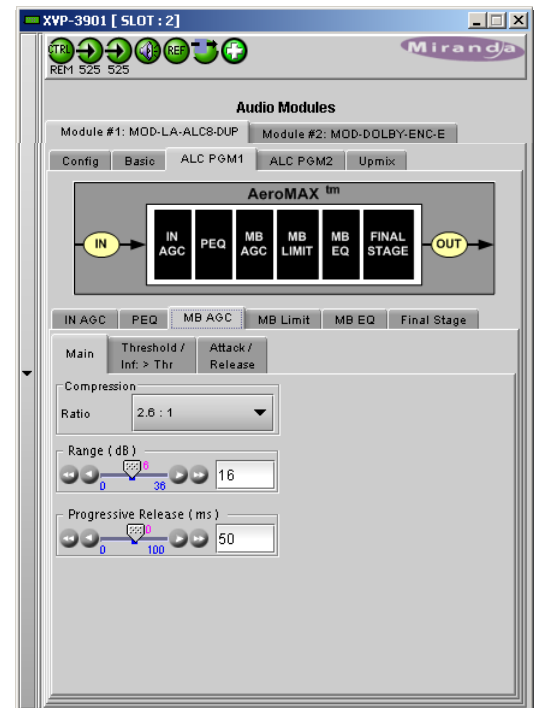 XVP-3901 [ SLOT : 2]
CTRL REF
REM 525 525
Miranda
Audio Modules
Module #1: MOD-LA-ALC8-DUP Module #2: MOD-DOLBY-ENC-E
Config Basic ALC PGM1 ALC PGM2 Upmix
AeroMAX tm
IN IN AGC PEQ MB AGC MB LIMIT MB EQ FINAL STAGE OUT
IN AGC PEQ MB AGC MB Limit MB EQ Final Stage
Main Threshold / Inf: > Thr Attack / Release
Compression
Ratio 2.6 : 1
Range ( dB )
6
16
0 36
Progressive Release ( ms )
0
50
0 100